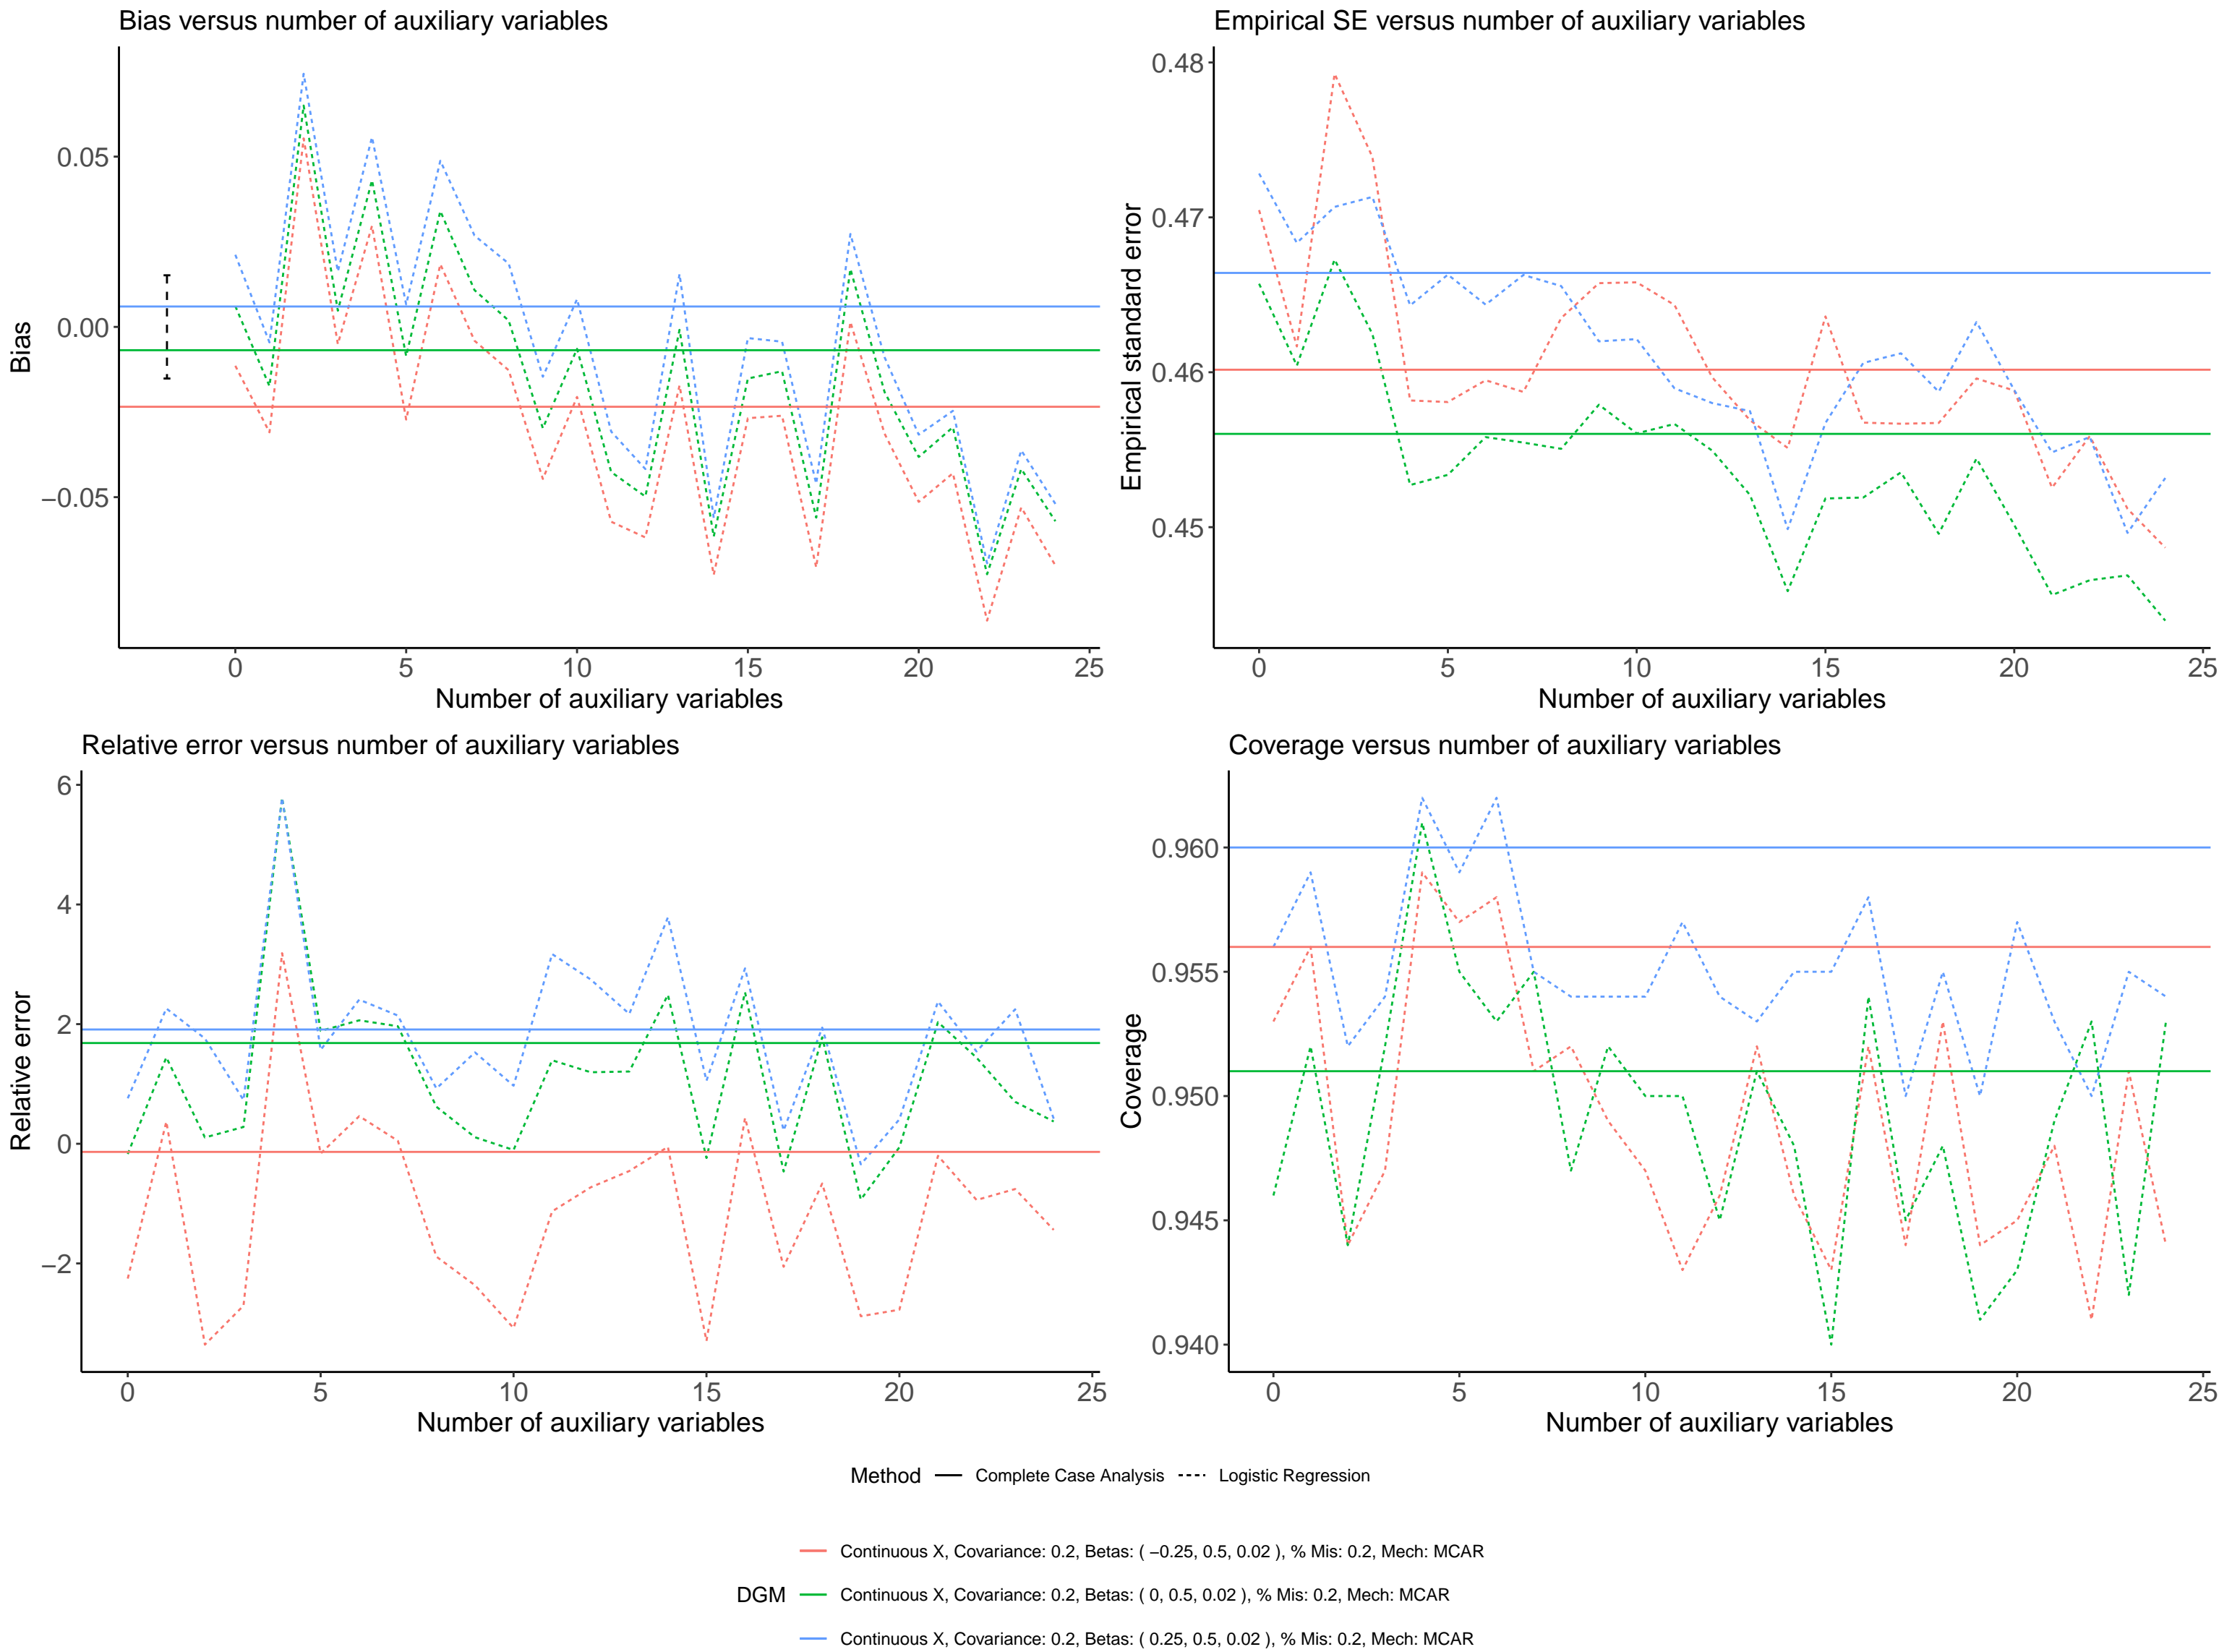 Bias versus number of auxiliary variables
Bias
0.05
0.00
−0.05
0 5 10 15 20 25
Number of auxiliary variables
Empirical SE versus number of auxiliary variables
Empirical standard error
0.48
0.47
0.46
0.45
0 5 10 15 20 25
Number of auxiliary variables
Relative error versus number of auxiliary variables
Relative error
6
4
2
0
−2
0 5 10 15 20 25
Number of auxiliary variables
Coverage versus number of auxiliary variables
Coverage
0.960
0.955
0.950
0.945
0.940
0 5 10 15 20 25
Number of auxiliary variables
Method Complete Case Analysis Logistic Regression
Continuous X, Covariance: 0.2, Betas: ( −0.25, 0.5, 0.02 ), % Mis: 0.2, Mech: MCAR
DGM Continuous X, Covariance: 0.2, Betas: ( 0, 0.5, 0.02 ), % Mis: 0.2, Mech: MCAR
Continuous X, Covariance: 0.2, Betas: ( 0.25, 0.5, 0.02 ), % Mis: 0.2, Mech: MCAR